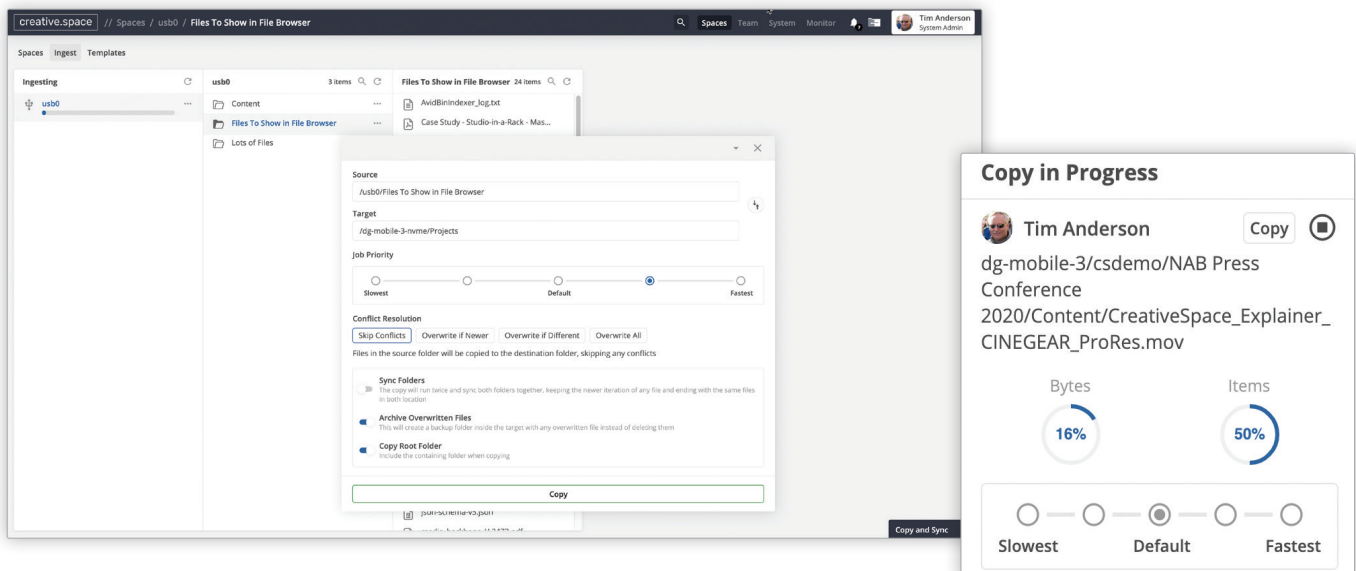 creative.space // Spaces / usb0 / Files To Show in File Browser
Spaces Team System Monitor
Tim Anderson
System Admin
Spaces Ingest Templates
Ingesting
usb0
usb0 3 items
Content
Files To Show in File Browser
Lots of Files
Files To Show in File Browser 24 items
AvidBinIndexer_log.txt
Case Study - Studio-in-a-Rack - Mas...
Source
/usb0/Files To Show in File Browser
Target
/dg-mobile-3-nvme/Projects
Job Priority
Slowest Default Fastest
Conflict Resolution
Skip Conflicts Overwrite if Newer Overwrite if Different Overwrite All
Files in the source folder will be copied to the destination folder, skipping any conflicts
Sync Folders
The copy will run twice and sync both folders together, keeping the newer iteration of any file and ending with the same files
in both location
Archive Overwritten Files
This will create a backup folder inside the target with any overwritten file instead of deleting them
Copy Root Folder
Include the containing folder when copying
Copy
json-schema-v3.json
Copy and Sync
Copy in Progress
Tim Anderson Copy
dg-mobile-3/csdemo/NAB Press
Conference
2020/Content/CreativeSpace_Explainer_
CINEGEAR_ProRes.mov
Bytes Items
16% 50%
Slowest Default Fastest